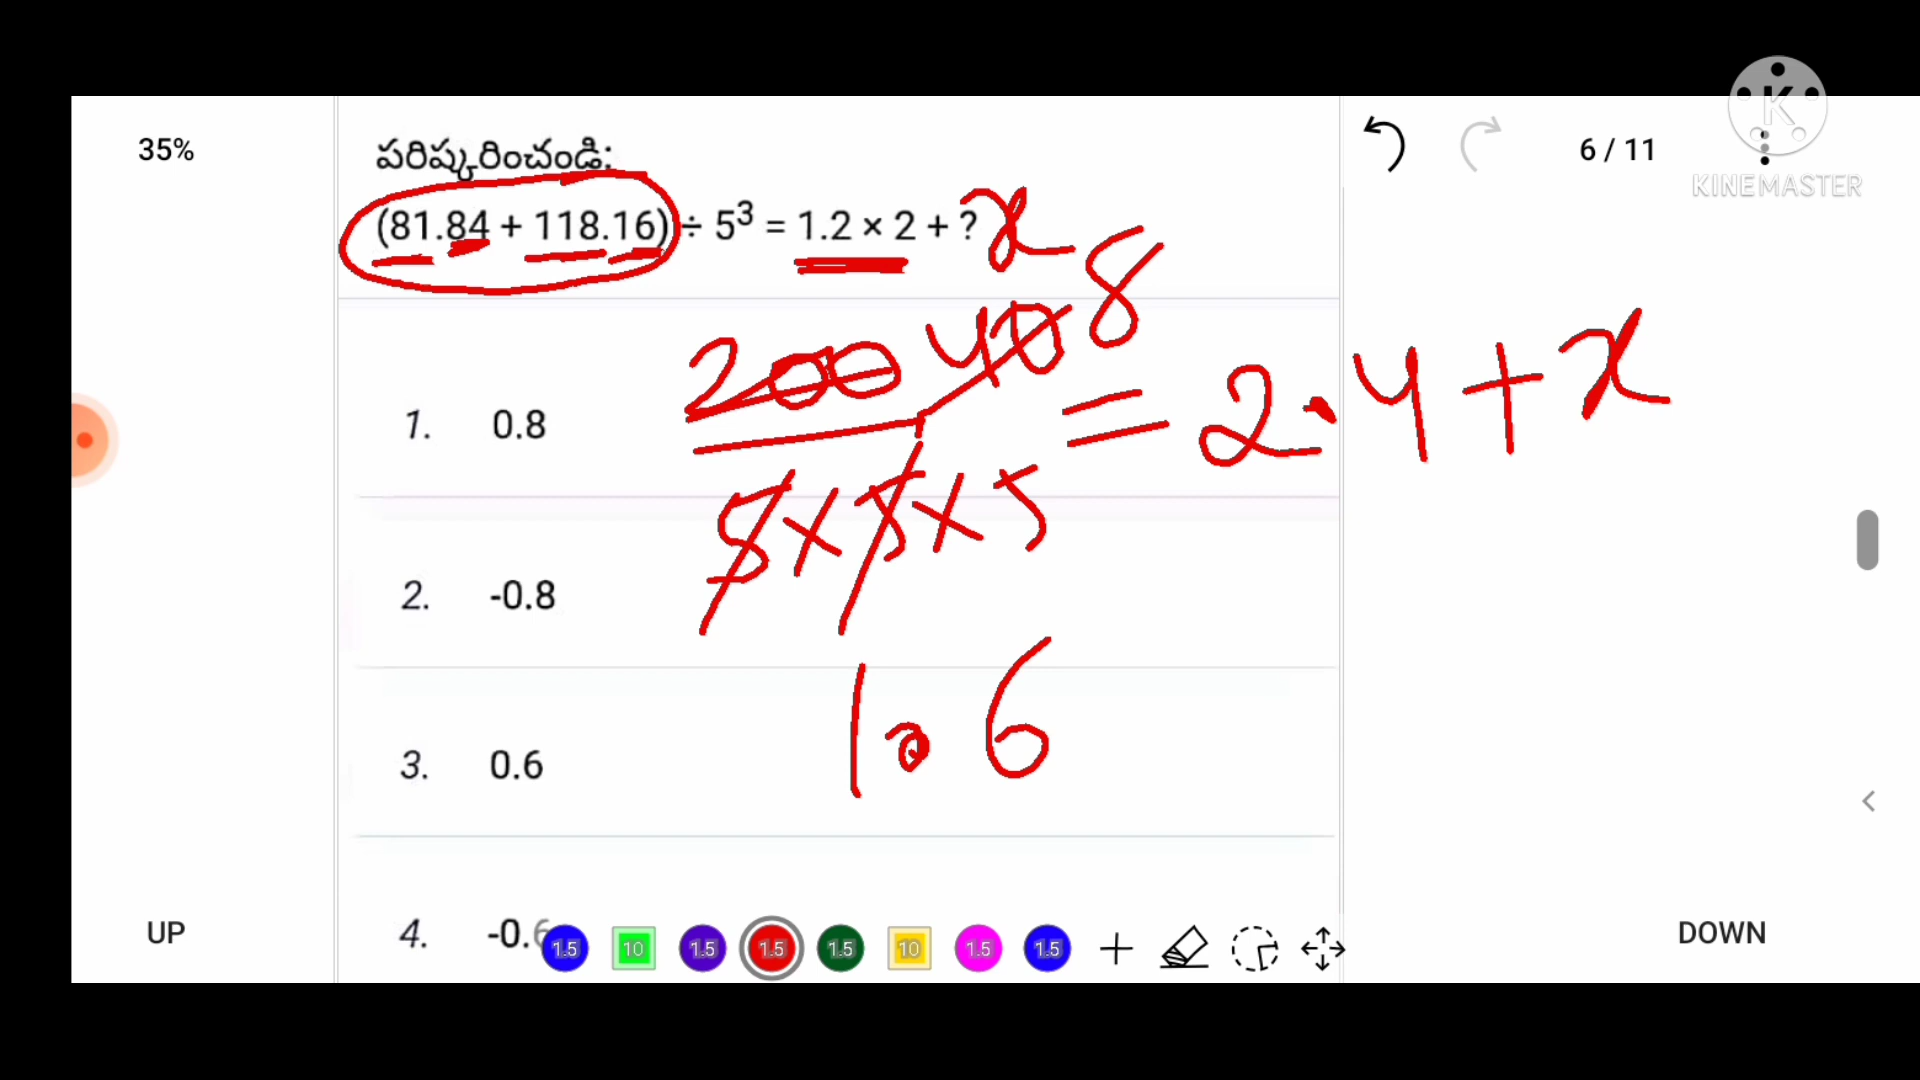 35%
పరిష్కరించండి:
6 / 11
KINEMASTER
(81.84 + 118.16) ÷ 5³ = 1.2 × 2 + ? x
200 40 8
= 2.4 + x
5 × 5 × 5
1. 0.8
2. -0.8
1.6
3. 0.6
4. -0.6
1.5 10 1.5 1.5 1.5 10 1.5 1.5
UP
DOWN